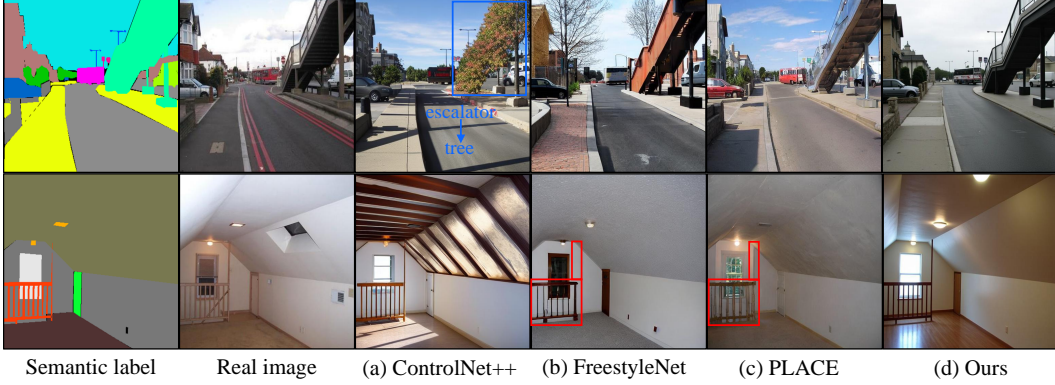 escalator
tree
Semantic label
Real image
(a) ControlNet++
(b) FreestyleNet
(c) PLACE
(d) Ours